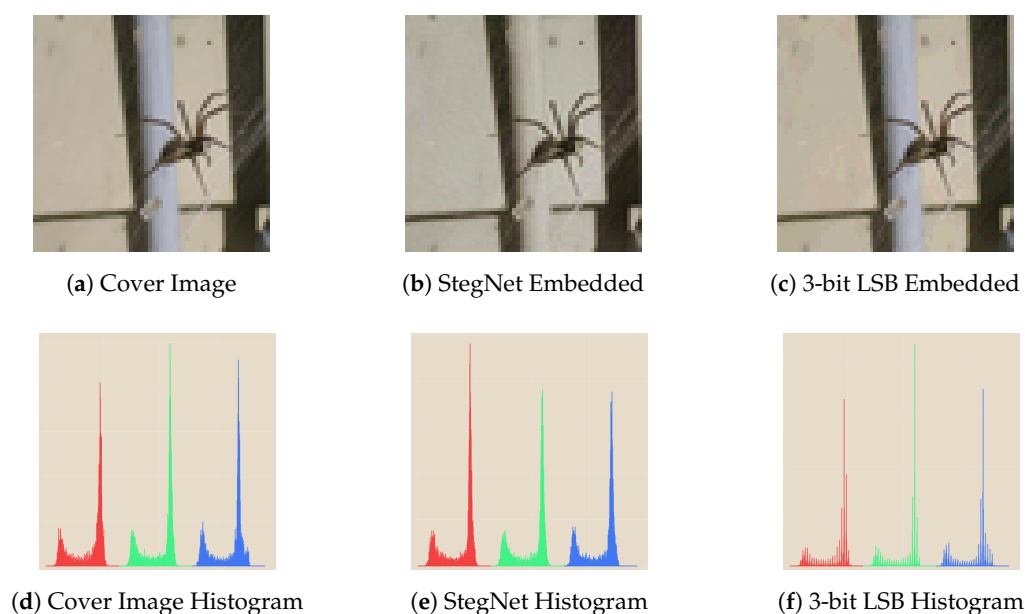 (a) Cover Image
(b) StegNet Embedded
(c) 3-bit LSB Embedded
(d) Cover Image Histogram
(e) StegNet Histogram
(f) 3-bit LSB Histogram